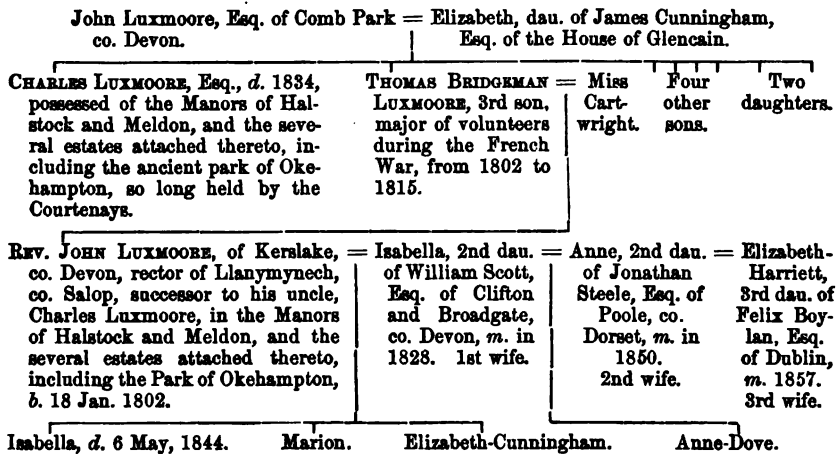 John Luxmoore, Esq. of Comb Park = Elizabeth, dau. of James Cunningham,
co. Devon. Esq. of the House of Glencain.
CHARLES LUXMOORE, Esq., d. 1834,
possessed of the Manors of Hal-
stock and Meldon, and the seve-
ral estates attached thereto, in-
cluding the ancient park of Oke-
hampton, so long held by the
Courtenays.
THOMAS BRIDGEMAN =
LUXMOORE, 3rd son,
major of volunteers
during the French
War, from 1802 to
1815.
Miss
Cart-
wright.
Four
other
sons.
Two
daughters.
REV. JOHN LUXMOORE, of Kerslake, =
co. Devon, rector of Llanymynech,
co. Salop, successor to his uncle,
Charles Luxmoore, in the Manors
of Halstock and Meldon, and the
several estates attached thereto,
including the Park of Okehampton,
b. 18 Jan. 1802.
Isabella, 2nd dau. =
of William Scott,
Esq. of Clifton
and Broadgate,
co. Devon, m. in
1828. 1st wife.
Anne, 2nd dau. =
of Jonathan
Steele, Esq. of
Poole, co.
Dorset, m. in
1850.
2nd wife.
Elizabeth-
Harriett,
3rd dau. of
Felix Boy-
lan, Esq.
of Dublin,
m. 1857.
3rd wife.
Isabella, d. 6 May, 1844. Marion. Elizabeth-Cunningham. Anne-Dove.